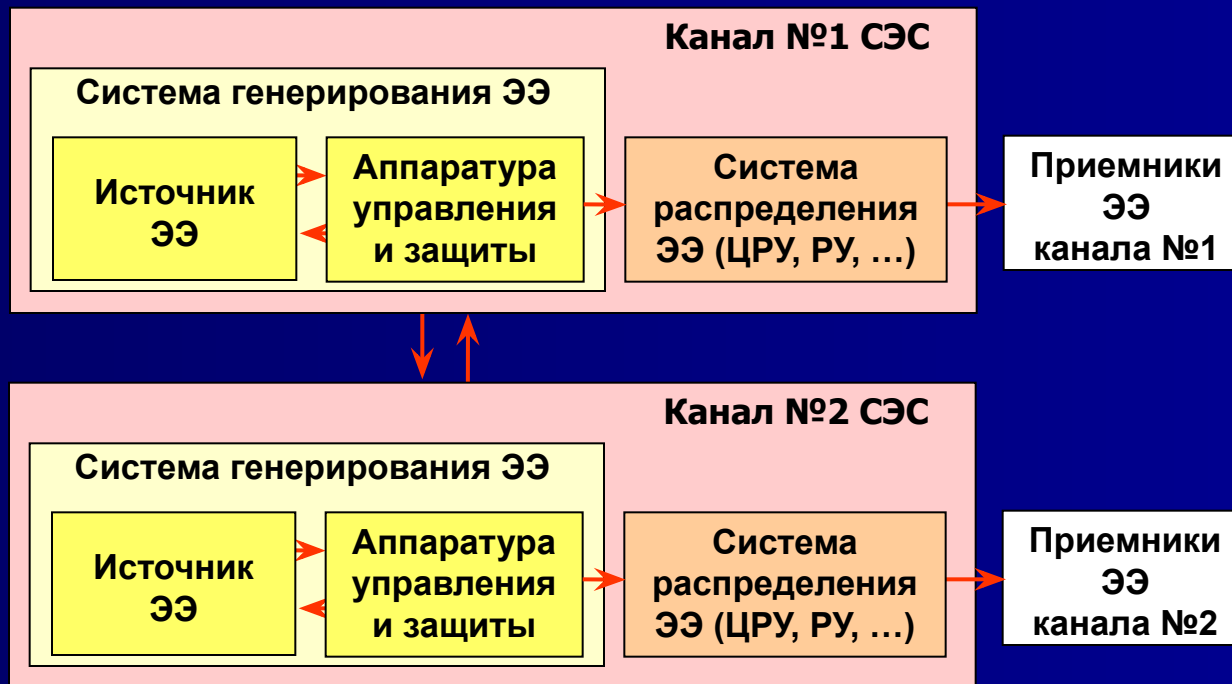 Канал №1 СЭС
Система генерирования ЭЭ
Источник
ЭЭ
Аппаратура
управления
и защиты
Система
распределения
ЭЭ (ЦРУ, РУ, …)
Приемники
ЭЭ
канала №1
Канал №2 СЭС
Система генерирования ЭЭ
Источник
ЭЭ
Аппаратура
управления
и защиты
Система
распределения
ЭЭ (ЦРУ, РУ, …)
Приемники
ЭЭ
канала №2